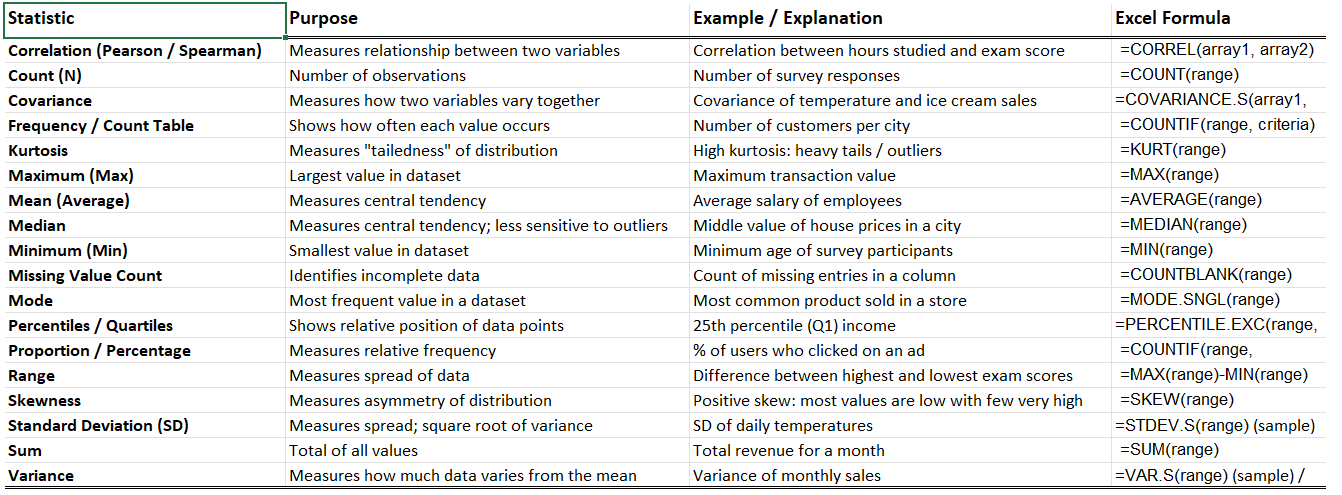 Statistic Purpose Example / Explanation Excel Formula
Correlation (Pearson / Spearman) Measures relationship between two variables Correlation between hours studied and exam score =CORREL(array1, array2)
Count (N) Number of observations Number of survey responses =COUNT(range)
Covariance Measures how two variables vary together Covariance of temperature and ice cream sales =COVARIANCE.S(array1,
Frequency / Count Table Shows how often each value occurs Number of customers per city =COUNTIF(range, criteria)
Kurtosis Measures "tailedness" of distribution High kurtosis: heavy tails / outliers =KURT(range)
Maximum (Max) Largest value in dataset Maximum transaction value =MAX(range)
Mean (Average) Measures central tendency Average salary of employees =AVERAGE(range)
Median Measures central tendency; less sensitive to outliers Middle value of house prices in a city =MEDIAN(range)
Minimum (Min) Smallest value in dataset Minimum age of survey participants =MIN(range)
Missing Value Count Identifies incomplete data Count of missing entries in a column =COUNTBLANK(range)
Mode Most frequent value in a dataset Most common product sold in a store =MODE.SNGL(range)
Percentiles / Quartiles Shows relative position of data points 25th percentile (Q1) income =PERCENTILE.EXC(range,
Proportion / Percentage Measures relative frequency % of users who clicked on an ad =COUNTIF(range,
Range Measures spread of data Difference between highest and lowest exam scores =MAX(range)-MIN(range)
Skewness Measures asymmetry of distribution Positive skew: most values are low with few very high =SKEW(range)
Standard Deviation (SD) Measures spread; square root of variance SD of daily temperatures =STDEV.S(range) (sample)
Sum Total of all values Total revenue for a month =SUM(range)
Variance Measures how much data varies from the mean Variance of monthly sales =VAR.S(range) (sample) /